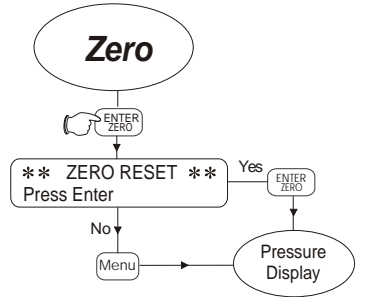 Zero
ENTER
ZERO
** ZERO RESET **
Press Enter
Yes
ENTER
ZERO
No
Menu
Pressure
Display